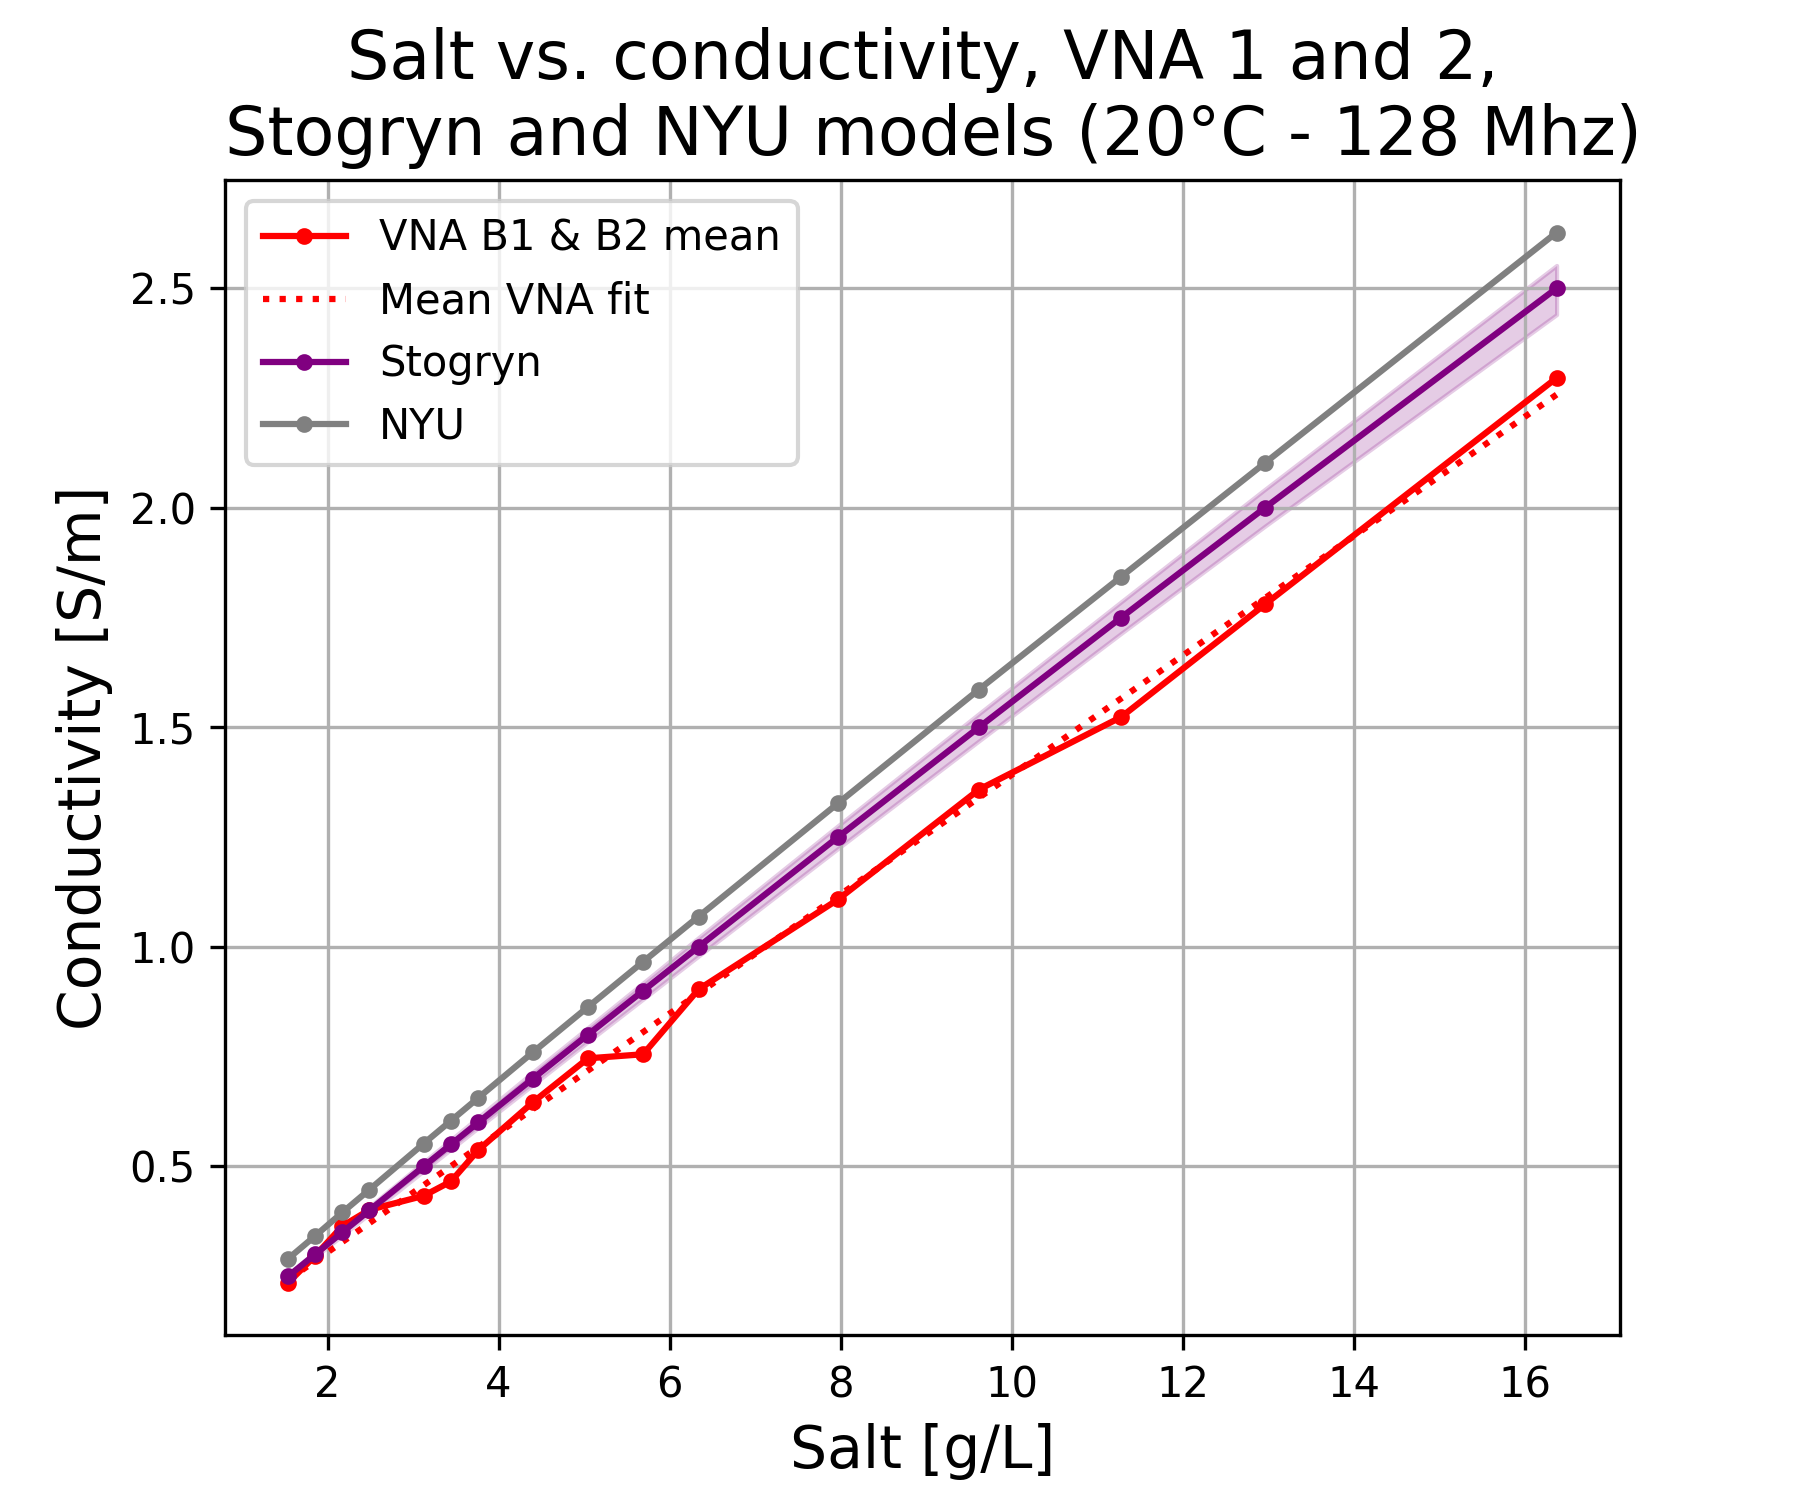 Salt vs. conductivity, VNA 1 and 2,
Stogryn and NYU models (20°C - 128 Mhz)
VNA B1 & B2 mean
Mean VNA fit
Stogryn
NYU
Conductivity [S/m]
2.5
2.0
1.5
1.0
0.5
2 4 6 8 10 12 14 16
Salt [g/L]